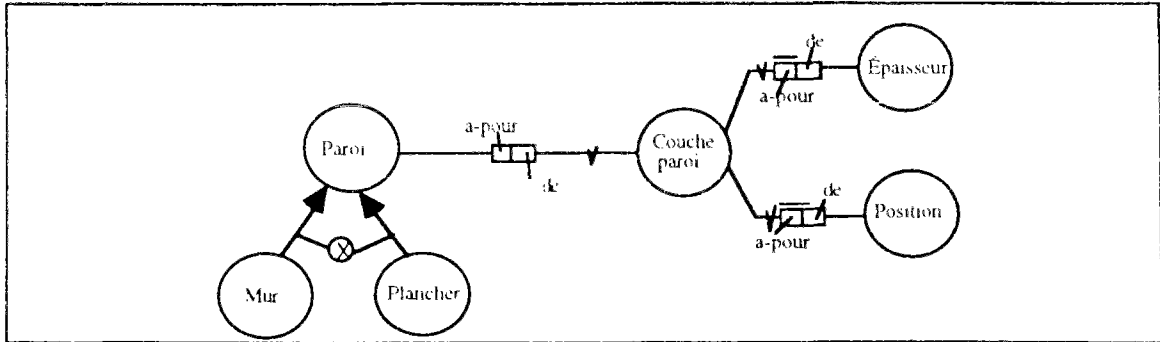 de
Épaisseur
a-pour
a-pour
Paroi
Couche
paroi
de
de
Position
a-pour
X
Mur
Plancher